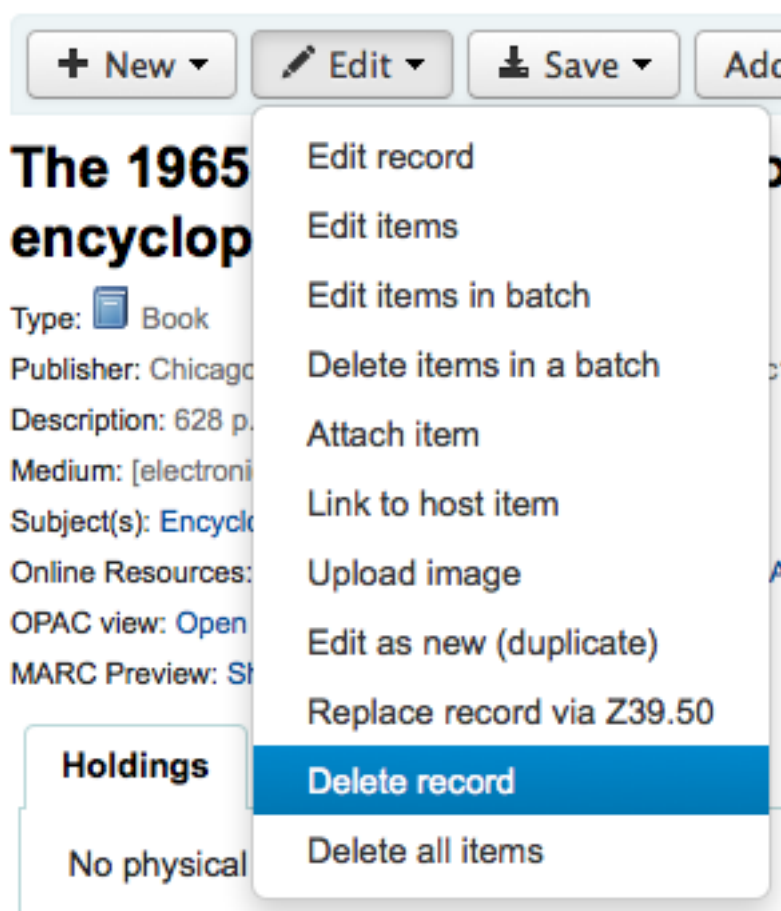 New Edit Save Add
The 1965
encyclop
Type: Book
Publisher: Chicago
Description: 628 p.
Medium: [electroni
Subject(s): Encyclo
Online Resources: A
OPAC view: Open
MARC Preview: Sh
Holdings
No physical
Edit record
Edit items
Edit items in batch
Delete items in a batch
Attach item
Link to host item
Upload image
Edit as new (duplicate)
Replace record via Z39.50
Delete record
Delete all items